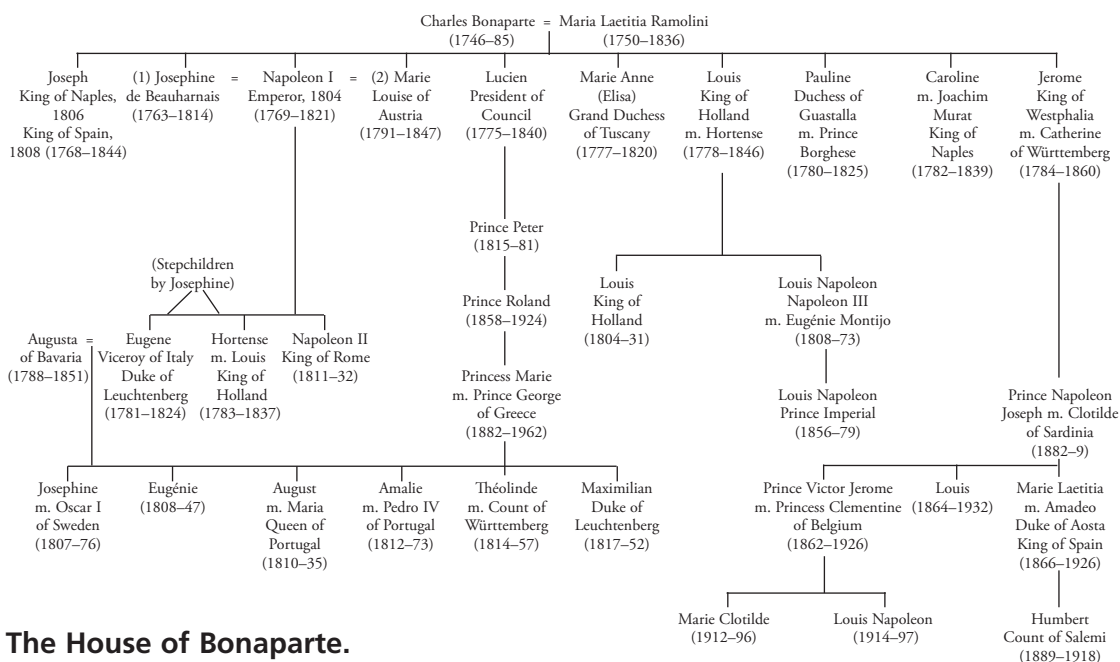 Charles Bonaparte = Maria Laetitia Ramolini
(1746–85) (1750–1836)
Joseph
King of Naples,
1806
King of Spain,
1808 (1768–1844)
(1) Josephine
de Beauharnais
(1763–1814)
=
Napoleon I
Emperor, 1804
(1769–1821)
=
(2) Marie
Louise of
Austria
(1791–1847)
Lucien
President of
Council
(1775–1840)
Marie Anne
(Elisa)
Grand Duchess
of Tuscany
(1777–1820)
Louis
King of
Holland
m. Hortense
(1778–1846)
Pauline
Duchess of
Guastalla
m. Prince
Borghese
(1780–1825)
Caroline
m. Joachim
Murat
King of
Naples
(1782–1839)
Jerome
King of
Westphalia
m. Catherine
of Württemberg
(1784–1860)
Prince Peter
(1815–81)
(Stepchildren
by Josephine)
Prince Roland
(1858–1924)
Louis
King of
Holland
(1804–31)
Louis Napoleon
Napoleon III
m. Eugénie Montijo
(1808–73)
Augusta =
of Bavaria
(1788–1851)
Eugene
Viceroy of Italy
Duke of
Leuchtenberg
(1781–1824)
Hortense
m. Louis
King of
Holland
(1783–1837)
Napoleon II
King of Rome
(1811–32)
Princess Marie
m. Prince George
of Greece
(1882–1962)
Louis Napoleon
Prince Imperial
(1856–79)
Prince Napoleon
Joseph m. Clotilde
of Sardinia
(1882–9)
Josephine
m. Oscar I
of Sweden
(1807–76)
Eugénie
(1808–47)
August
m. Maria
Queen of
Portugal
(1810–35)
Amalie
m. Pedro IV
of Portugal
(1812–73)
Théolinde
m. Count of
Württemberg
(1814–57)
Maximilian
Duke of
Leuchtenberg
(1817–52)
Prince Victor Jerome
m. Princess Clementine
of Belgium
(1862–1926)
Louis
(1864–1932)
Marie Laetitia
m. Amadeo
Duke of Aosta
King of Spain
(1866–1926)
Marie Clotilde
(1912–96)
Louis Napoleon
(1914–97)
Humbert
Count of Salemi
(1889–1918)
The House of Bonaparte.